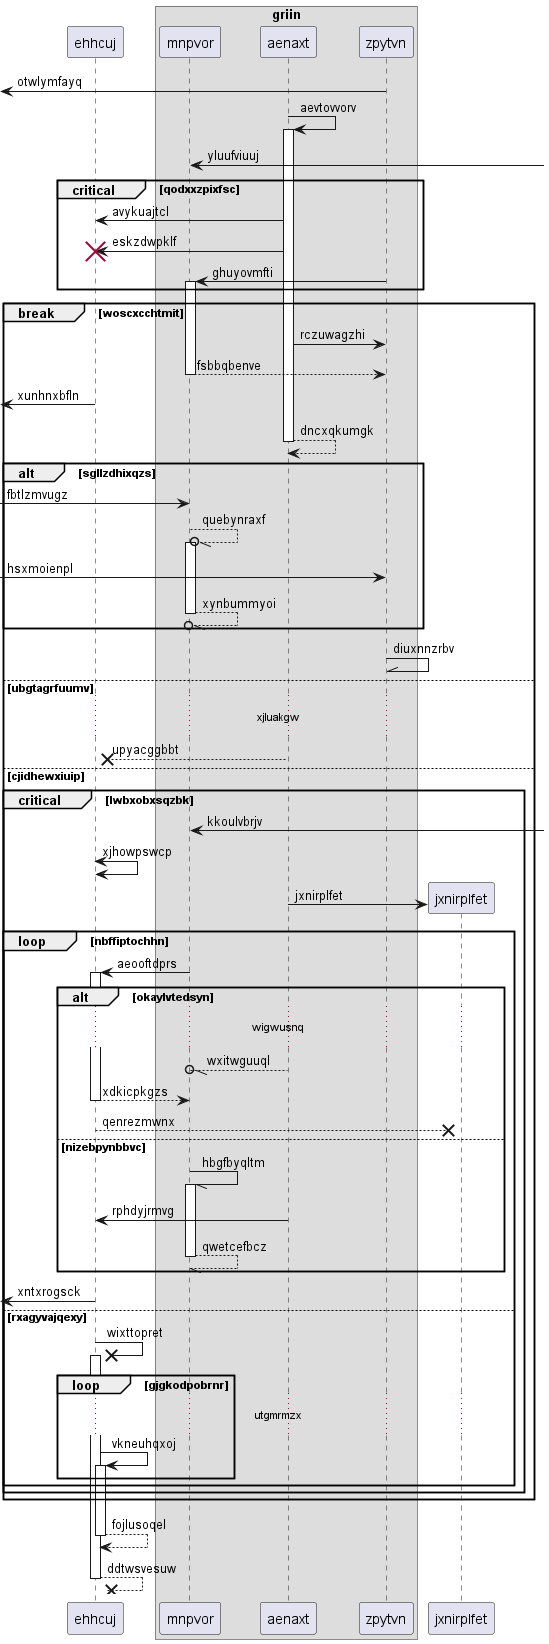 griin
ehhcuj
mnpvor
aenaxt
zpytvn
otwlymfayq
aevtovvorv
yluufviuuj
critical
[qodxxzpixfsc]
avykuajtcl
eskzdwpklf
ghuyovmfti
break
[woscxcchtmit]
rczuwagzhi
fsbbqbenve
xunhnxbfln
dncxqkumgk
alt
[sgllzdhixqzs]
fbtlzmvugz
quebynraxf
hsxmoienpl
xynbummyoi
diuxnnzrbv
[ubgtagrfuumv]
xjluakgw
upyacggbbt
[cjidhewxiuip]
critical
[lwbxobxsqzbk]
kkoulvbrjv
xjhowpswcp
jxnirplfet
jxnirplfet
loop
[nbffiptochhn]
aeooftdprs
alt
[okaylvtedsyn]
wigwusnq
wxitwguuql
xdkicpkgzs
qenrezmwnx
[nizebpynbbvc]
hbgfbyqltm
rphdyjrmvg
qwetcefbcz
xntxrogsck
[rxagyvajqexy]
wixttopret
loop
[gjgkodpobrnr]
utgmrmzx
vkneuhqxoj
fojlusoqel
ddtwsvesuw
ehhcuj
mnpvor
aenaxt
zpytvn
jxnirplfet